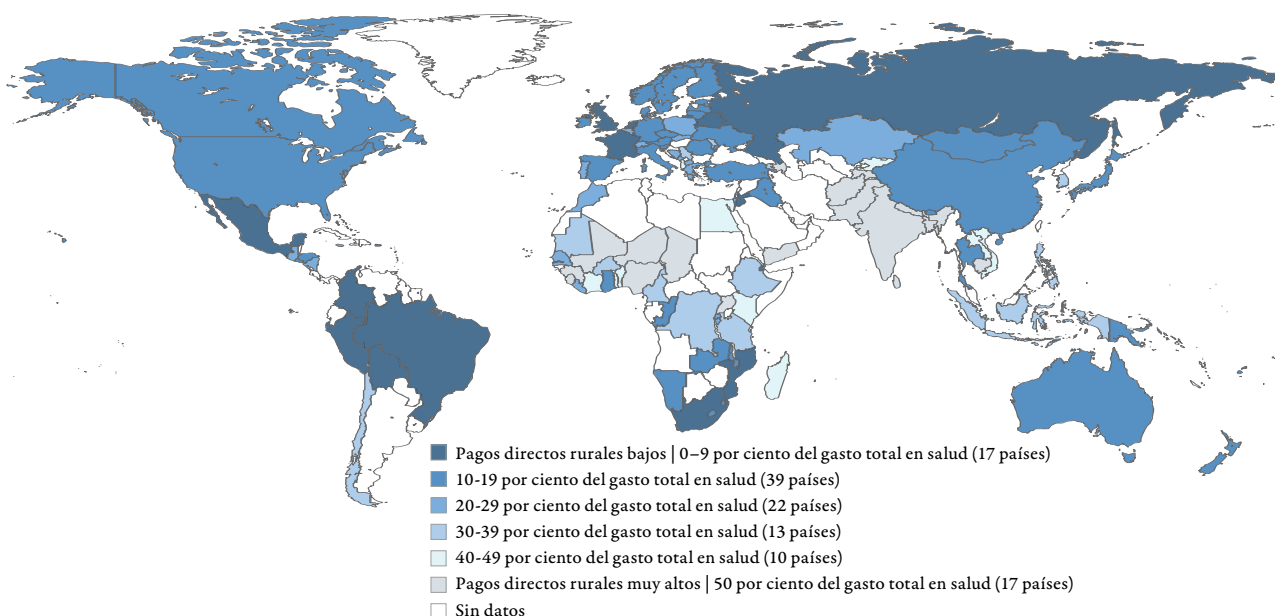 Pagos directos rurales bajos | 0–9 por ciento del gasto total en salud (17 países)
10-19 por ciento del gasto total en salud (39 países)
20-29 por ciento del gasto total en salud (22 países)
30-39 por ciento del gasto total en salud (13 países)
40-49 por ciento del gasto total en salud (10 países)
Pagos directos rurales muy altos | 50 por ciento del gasto total en salud (17 países)
Sin datos